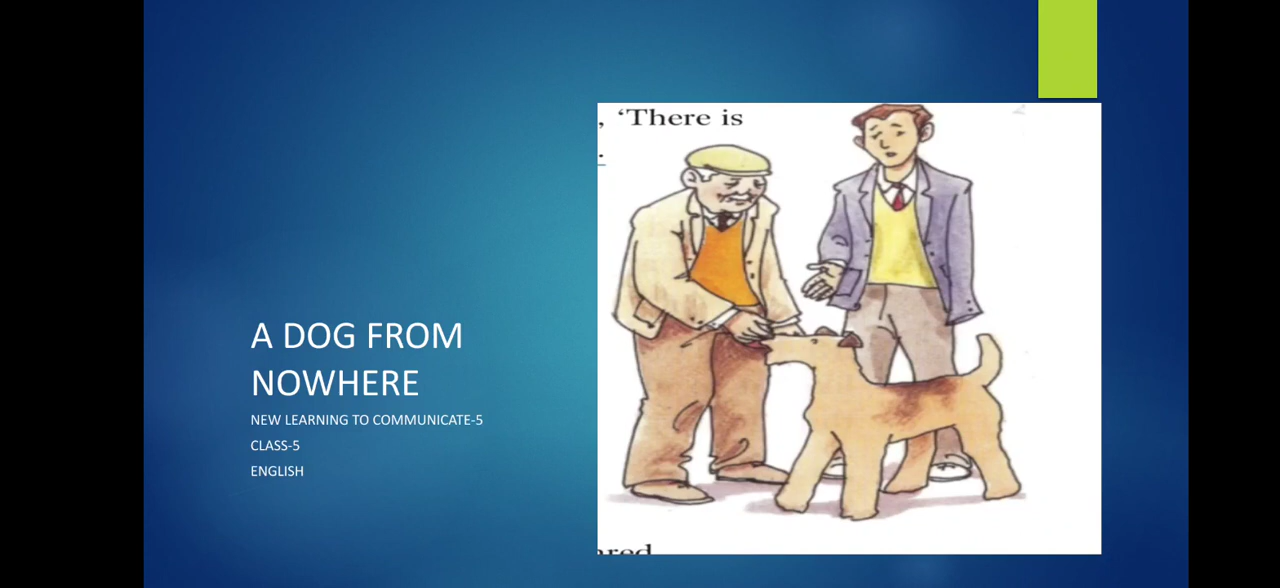 , ‘There is
A DOG FROM
NOWHERE
NEW LEARNING TO COMMUNICATE-5
CLASS-5
ENGLISH